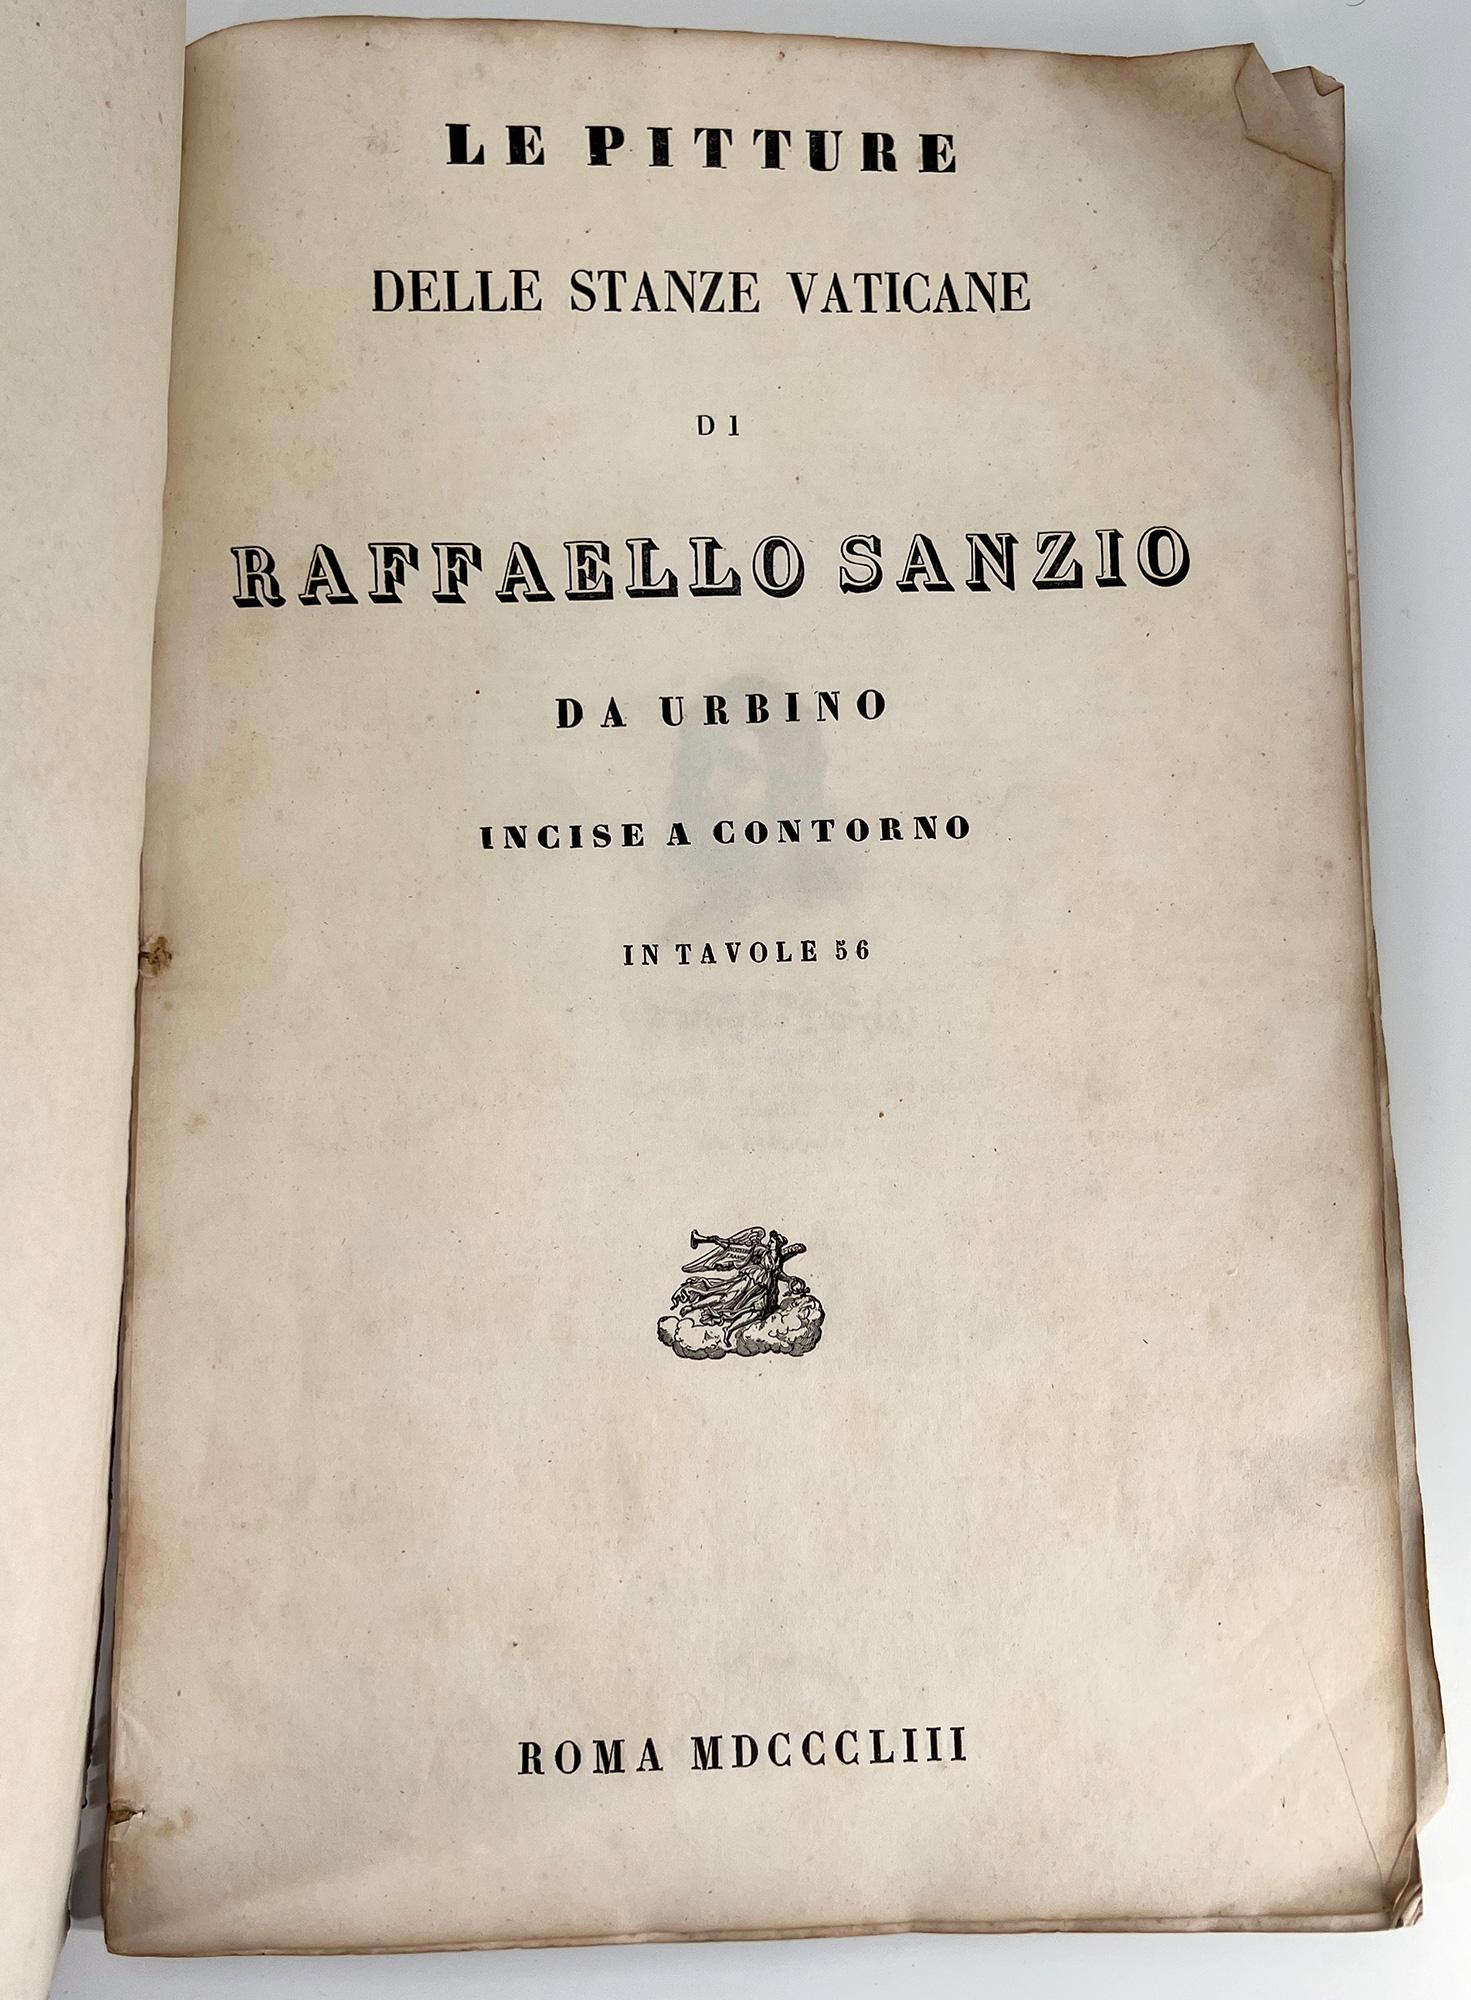 LE PITTURE
DELLE STANZE VATICANE
DI
RAFFAELLO SANZIO
DA URBINO
INCISE A CONTORNO
IN TAVOLE 56
ROMA MDCCCLIII